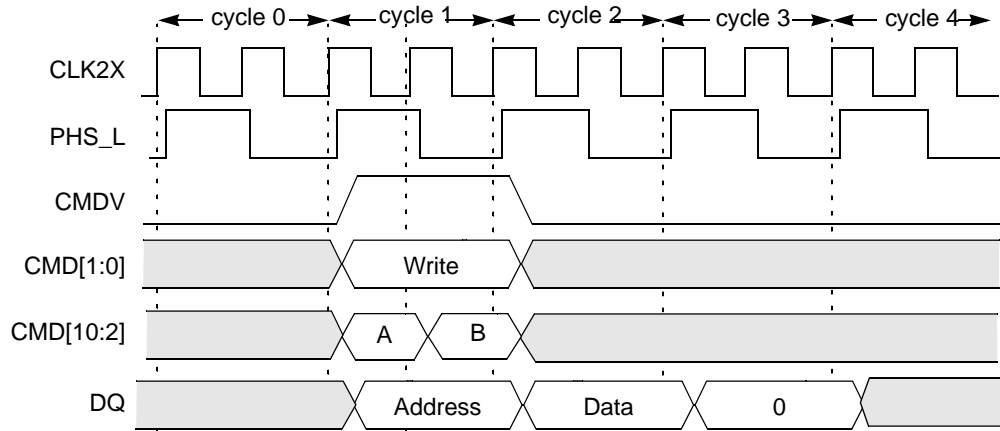 cycle 0 cycle 1 cycle 2 cycle 3 cycle 4
CLK2X
PHS_L
CMDV
CMD[1:0] Write
CMD[10:2] A B
DQ Address Data 0